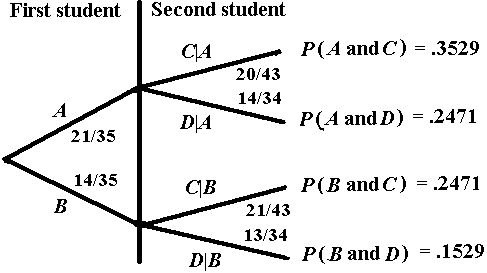 First student Second student
C|A P(A and C) = .3529
20/43
A 14/34
21/35 D|A P(A and D) = .2471
14/35 C|B P(B and C) = .2471
B 21/43
13/34
D|B P(B and D) = .1529